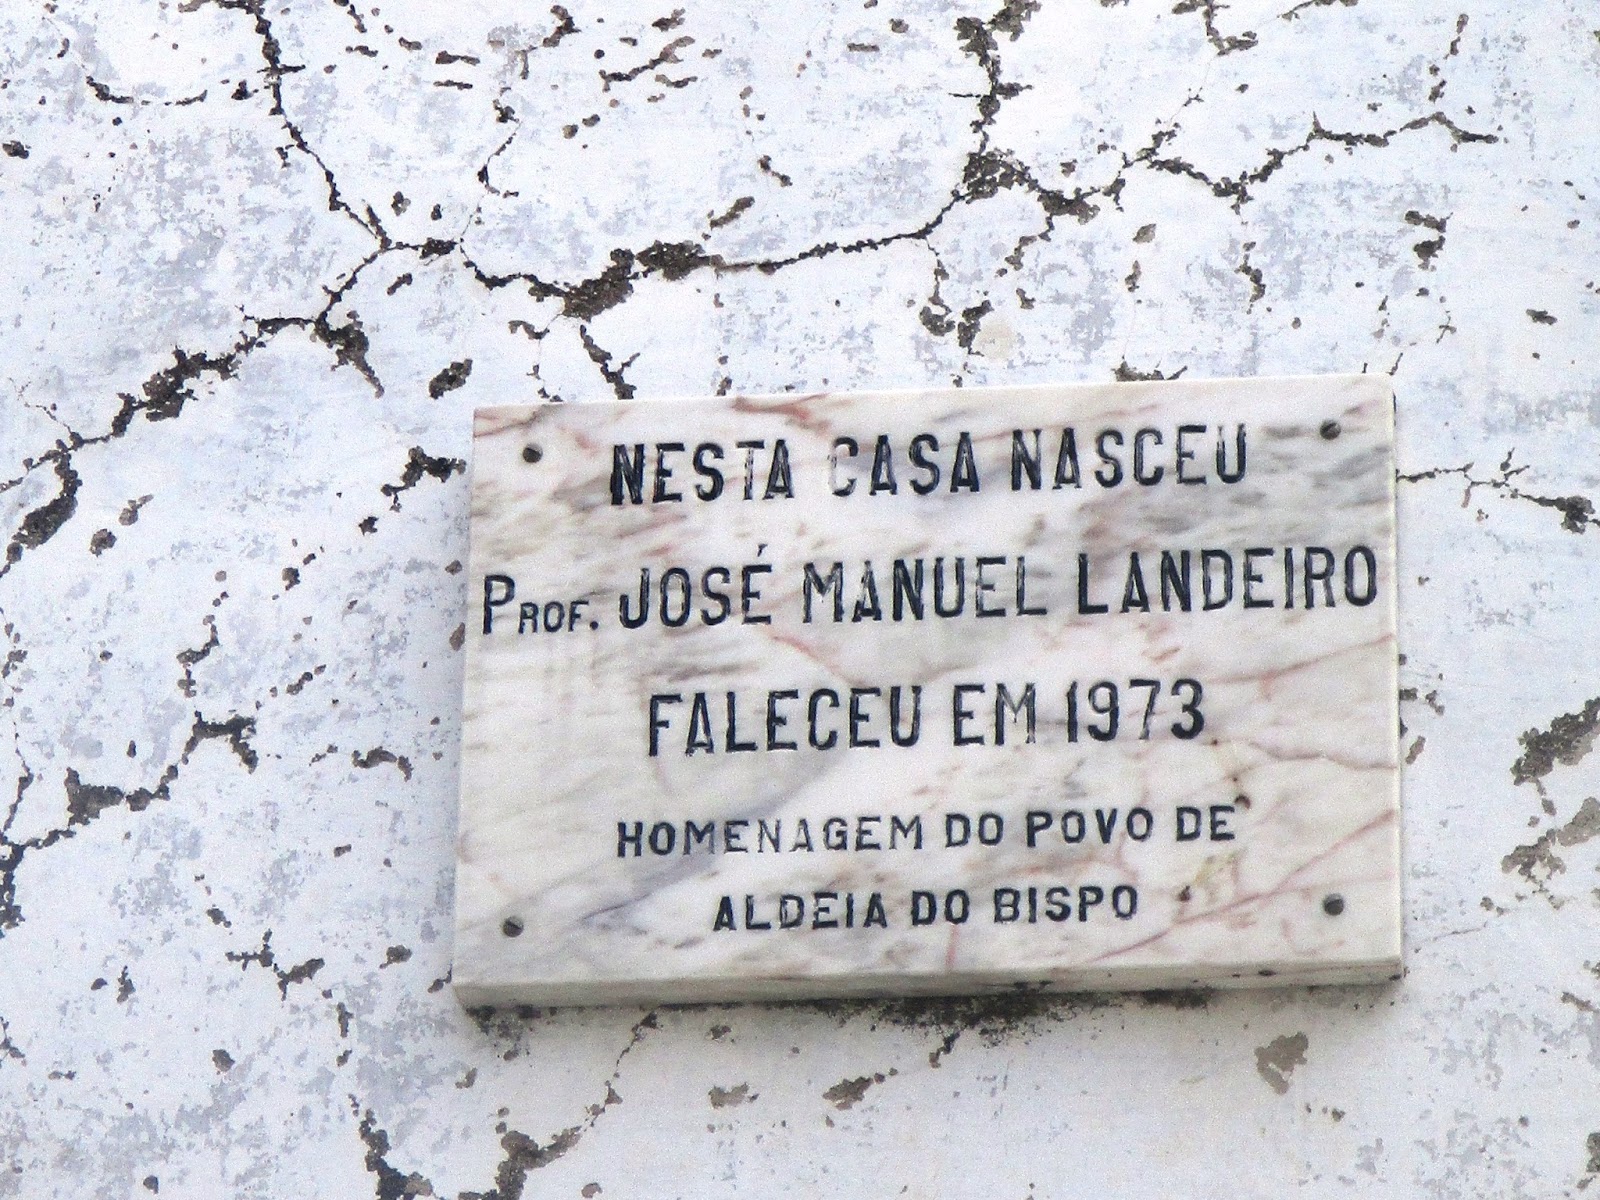 NESTA CASA NASCEU
PROF. JOSÉ MANUEL LANDEIRO
FALECEU EM 1973
HOMENAGEM DO POVO DE
ALDEIA DO BISPO